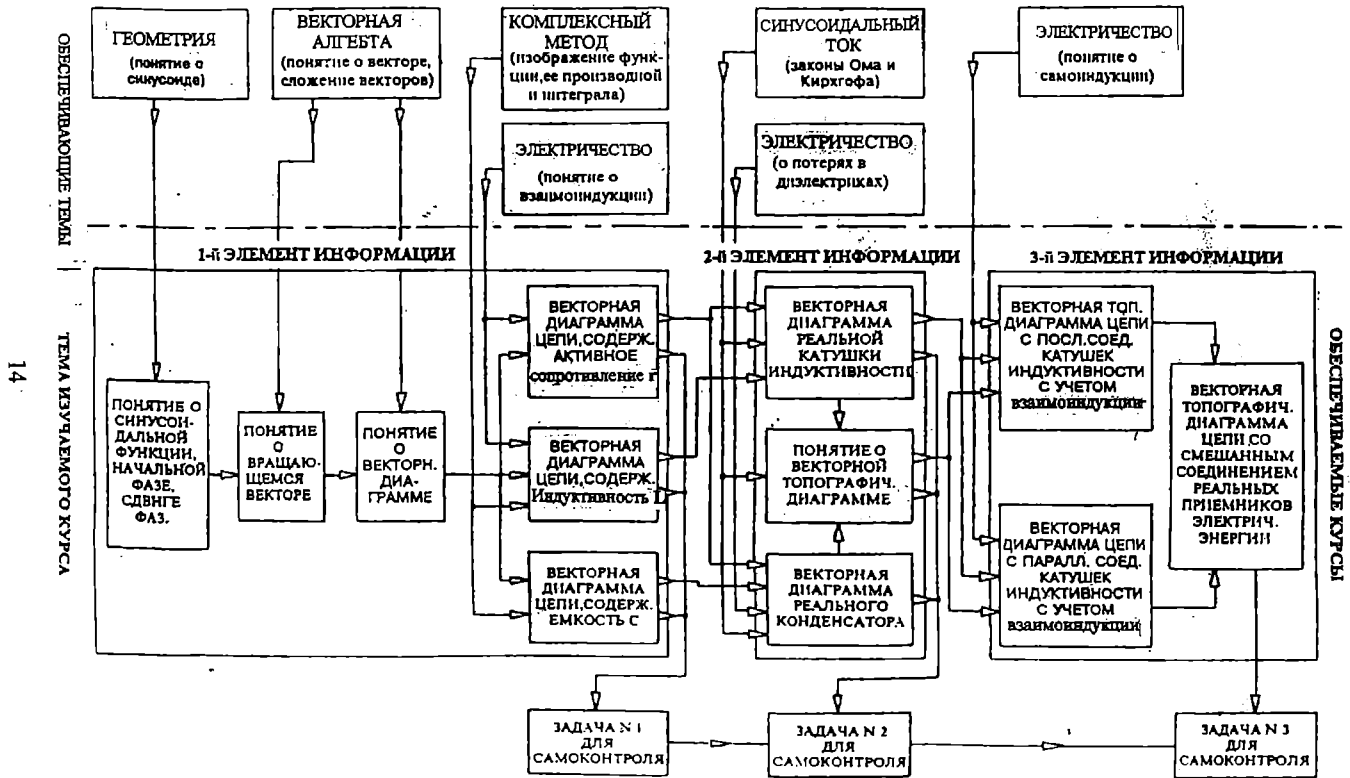 ОБЕСПЕЧИВАЮЩИЕ ТЕМЫ
ГЕОМЕТРИЯ
(понятие о
синусоиде)
ВЕКТОРНАЯ
АЛГЕБТА
(понятие о векторе,
сложение векторов)
КОМПЛЕКСНЫЙ
МЕТОД
(изображение функ-
ции,ее производной
и интеграла)
СИНУСОИДАЛЬНЫЙ
ТОК
(законы Ома и
Кирхгофа)
ЭЛЕКТРИЧЕСТВО
(понятие о
самоиндукции)
ЭЛЕКТРИЧЕСТВО
(понятие о
взаимоиндукции)
ЭЛЕКТРИЧЕСТВО
(о потерях в
диэлектриках)
ТЕМА ИЗУЧАЕМОГО КУРСА
1-й ЭЛЕМЕНТ ИНФОРМАЦИИ
ПОНЯТИЕ О
СИНУСОИ-
ДАЛЬНОЙ
ФУНКЦИИ,
НАЧАЛЬНОЙ
ФАЗЕ,
СДВНГЕ
ФАЗ.
ПОНЯТИЕ
О
ВРАЩАЮ-
ЩЕМСЯ
ВЕКТОРЕ
ПОНЯТИЕ
О
ВЕКТОРН.
ДИА-
ГРАММЕ
ВЕКТОРНАЯ
ДИАГРАММА
ЦЕПИ,СОДЕРЖ.
АКТИВНОЕ
сопротивление r
ВЕКТОРНАЯ
ДИАГРАММА
ЦЕПИ,СОДЕРЖ.
Индуктивность L
ВЕКТОРНАЯ
ДИАГРАММА
ЦЕПИ,СОДЕРЖ.
ЕМКОСТЬ С
2-й ЭЛЕМЕНТ ИНФОРМАЦИИ
ВЕКТОРНАЯ
ДИАГРАММА
РЕАЛЬНОЙ
КАТУШКИ
ИНДУКТИВНОСТИ
ПОНЯТИЕ О
ВЕКТОРНОЙ
ТОПОГРАФИЧ.
ДИАГРАММЕ
ВЕКТОРНАЯ
ДИАГРАММА
РЕАЛЬНОГО
КОНДЕНСАТОРА
3-й ЭЛЕМЕНТ ИНФОРМАЦИИ
ВЕКТОРНАЯ ТОП.
ДИАГРАММА ЦЕПИ
С ПОСЛ.СОЕД.
КАТУШЕК
ИНДУКТИВНОСТИ
С УЧЕТОМ
взаимоиндукции
ВЕКТОРНАЯ
ДИАГРАММА ЦЕПИ
С ПАРАЛЛ. СОЕД.
КАТУШЕК
ИНДУКТИВНОСТИ
С УЧЕТОМ
взаимоиндукции
ВЕКТОРНАЯ
ТОПОГРАФИЧ.
ДИАГРАММА
ЦЕПИ,СО
СМЕШАННЫМ
СОЕДИНЕНИЕМ
РЕАЛЬНЫХ
ПРИЕМНИКОВ
ЭЛЕКТРИЧ.
ЭНЕРГИИ
ОБЕСПЕЧИВАЕМЫЕ КУРСЫ
ЗАДАЧА N 1
ДЛЯ
САМОКОНТРОЛЯ
ЗАДАЧА N 2
ДЛЯ
САМОКОНТРОЛЯ
ЗАДАЧА N 3
ДЛЯ
САМОКОНТРОЛЯ
14